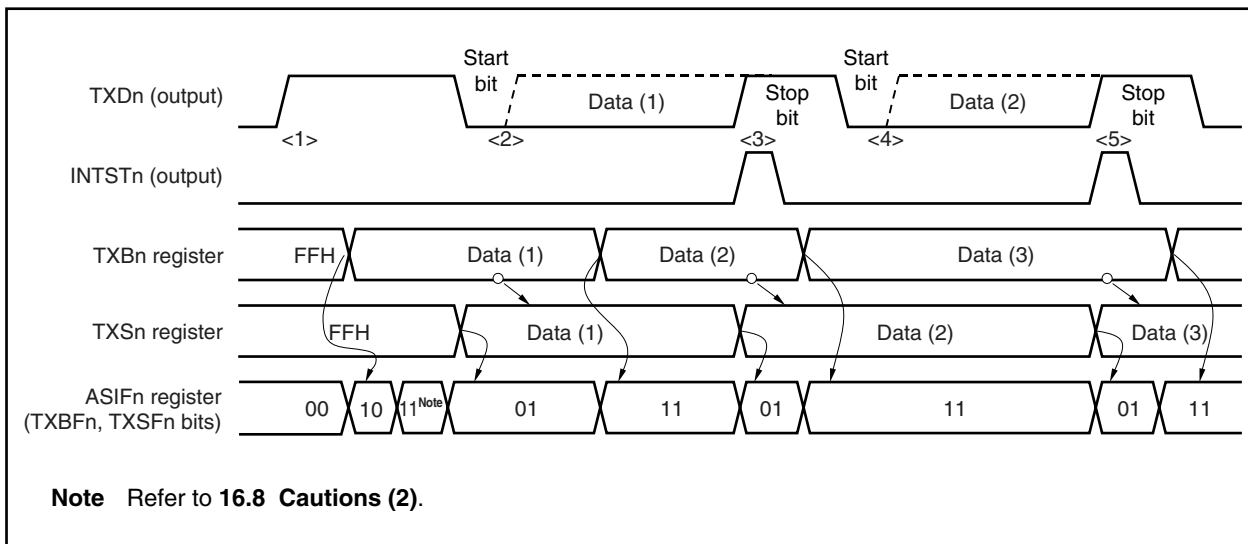 Start
bit
Start
bit
TXDn (output)
Data (1)
Stop
bit
Data (2)
Stop
bit
<1>
<2>
<3>
<4>
<5>
INTSTn (output)
TXBn register
FFH
Data (1)
Data (2)
Data (3)
TXSn register
FFH
Data (1)
Data (2)
Data (3)
ASIFn register
(TXBFn, TXSFn bits)
00
10
11Note
01
11
01
11
01
11
Note Refer to 16.8 Cautions (2).